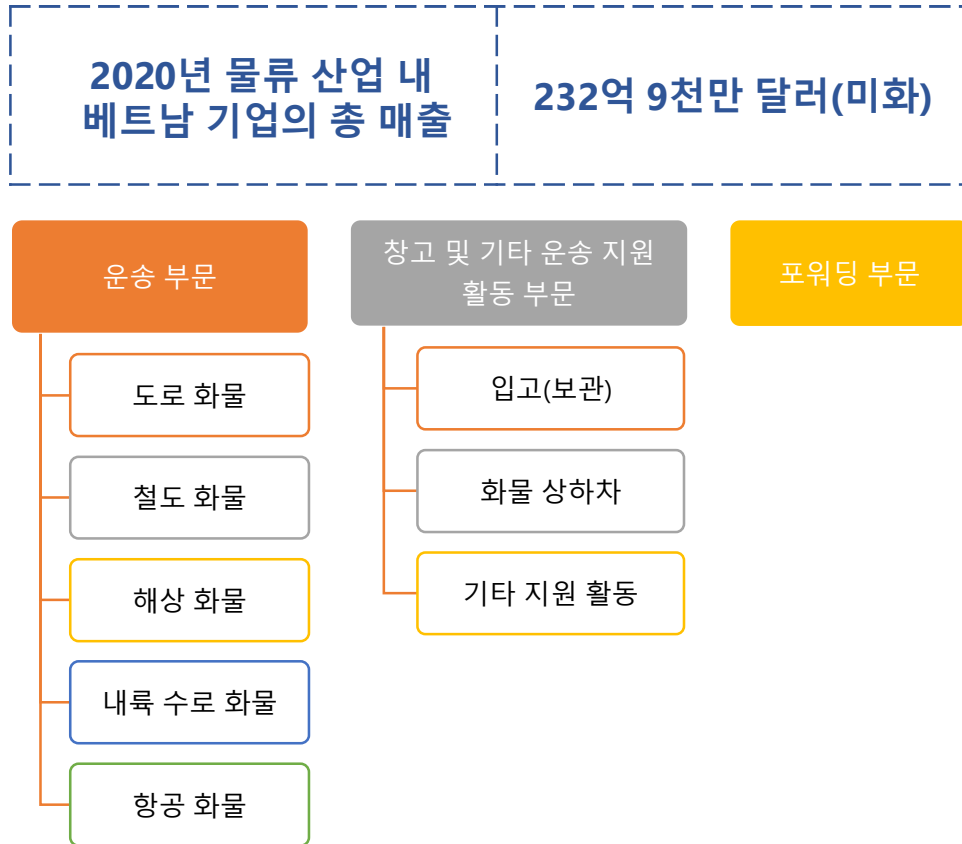 2020년 물류 산업 내
베트남 기업의 총 매출
232억 9천만 달러(미화)
운송 부문
도로 화물
철도 화물
해상 화물
내륙 수로 화물
항공 화물
창고 및 기타 운송 지원
활동 부문
입고(보관)
화물 상하차
기타 지원 활동
포워딩 부문